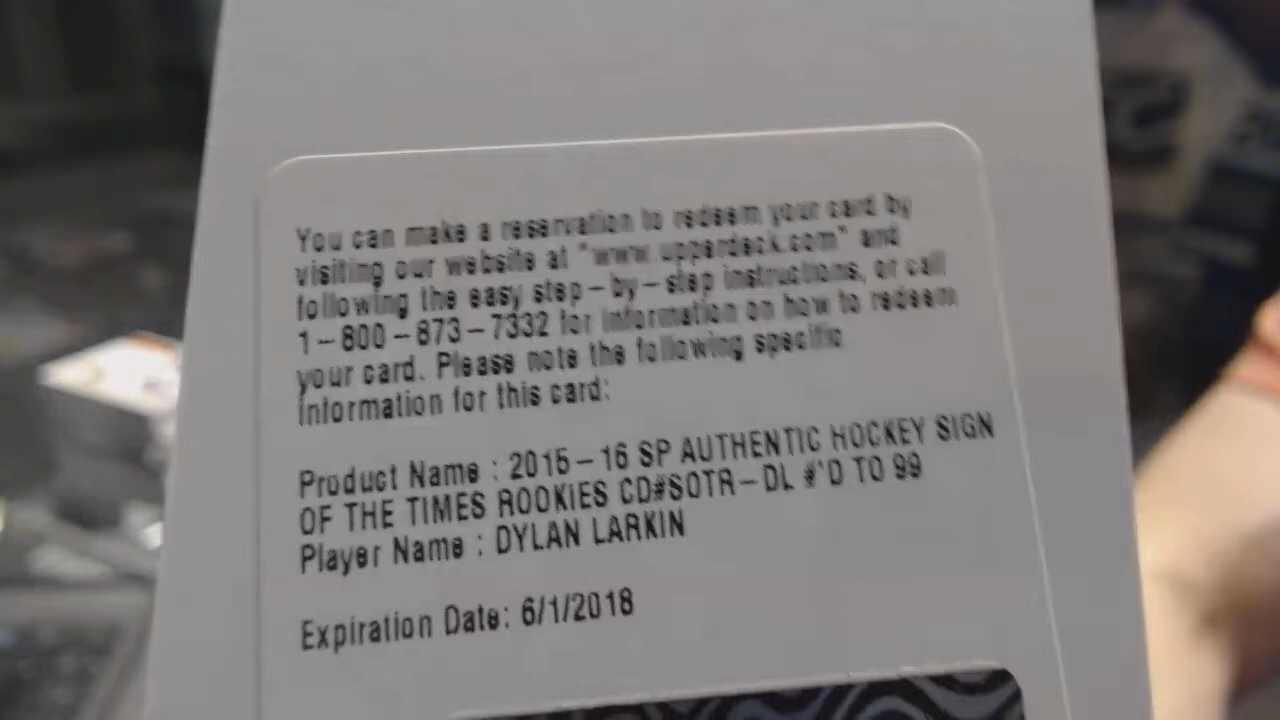 You can make a reservation to redeem your card by
visiting our website at "www.upperdeck.com" and
following the easy step-by-step instructions, or call
1-800-873-7332 for information on how to redeem
your card. Please note the following specific
information for this card:
Product Name : 2015-16 SP AUTHENTIC HOCKEY SIGN
OF THE TIMES ROOKIES CD#SOTR-DL #'D TO 99
Player Name : DYLAN LARKIN
Expiration Date: 6/1/2018